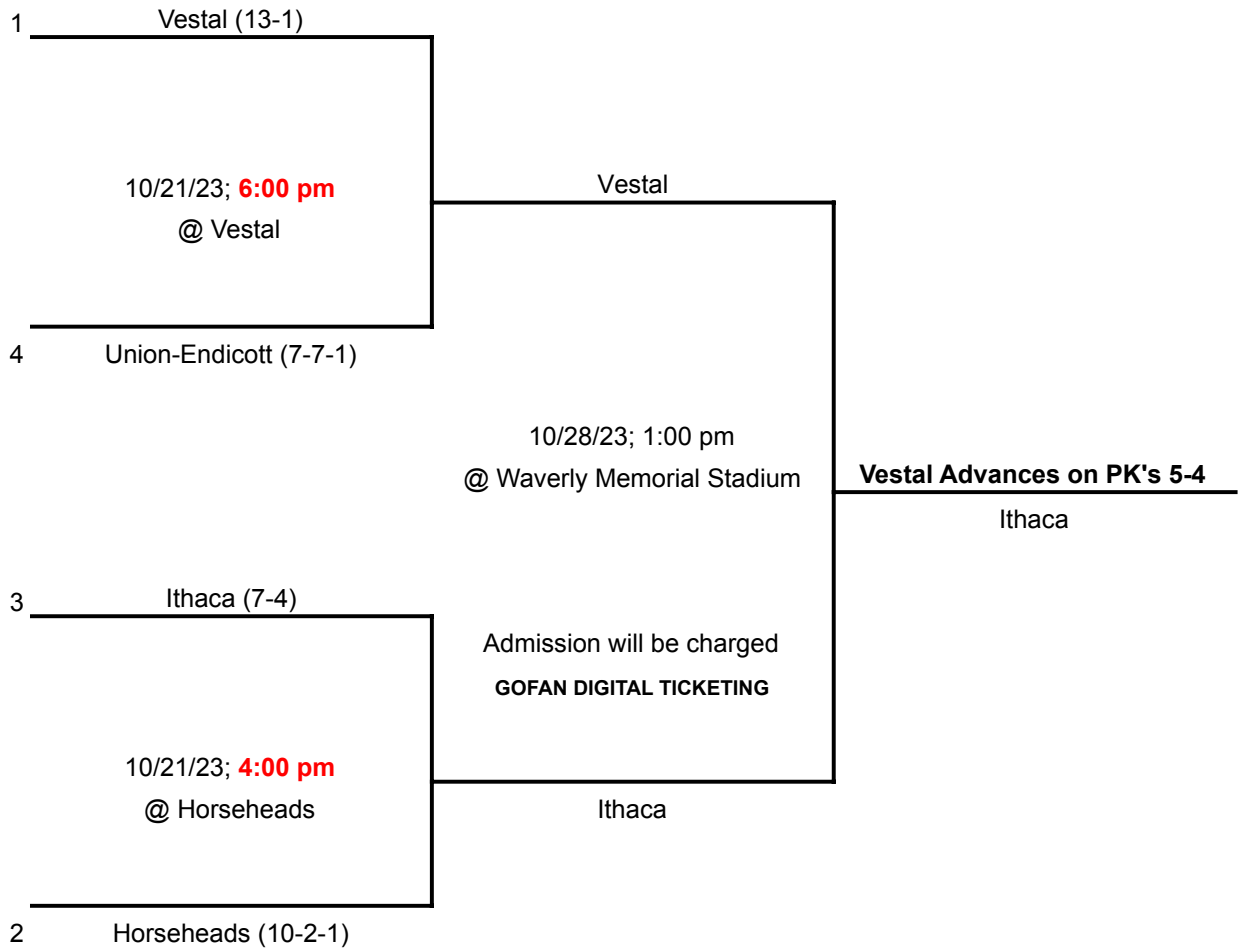 1
Vestal (13-1)
10/21/23; 6:00 pm
@ Vestal
4
Union-Endicott (7-7-1)
Vestal
10/28/23; 1:00 pm
@ Waverly Memorial Stadium
Vestal Advances on PK's 5-4
Ithaca
3
Ithaca (7-4)
Admission will be charged
GOFAN DIGITAL TICKETING
10/21/23; 4:00 pm
@ Horseheads
Ithaca
2
Horseheads (10-2-1)